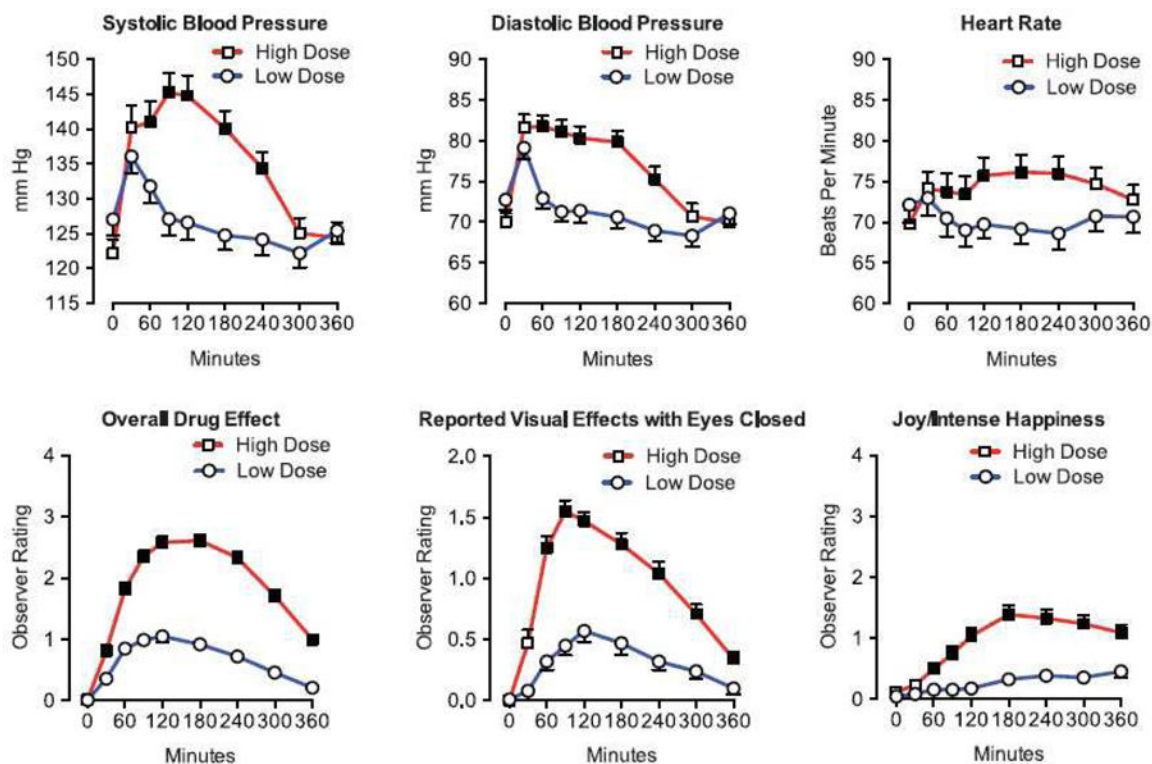 Systolic Blood Pressure
High Dose
Low Dose
mm Hg
150
145
140
135
130
125
120
115
0 60 120 180 240 300 360
Minutes
Diastolic Blood Pressure
High Dose
Low Dose
mm Hg
90
85
80
75
70
65
60
0 60 120 180 240 300 360
Minutes
Heart Rate
High Dose
Low Dose
Beats Per Minute
90
85
80
75
70
65
60
0 60 120 180 240 300 360
Minutes
Overall Drug Effect
High Dose
Low Dose
Observer Rating
4
3
2
1
0
0 60 120 180 240 300 360
Minutes
Reported Visual Effects with Eyes Closed
High Dose
Low Dose
Observer Rating
2.0
1.5
1.0
0.5
0.0
0 60 120 180 240 300 360
Minutes
Joy/Intense Happiness
High Dose
Low Dose
Observer Rating
4
3
2
1
0
0 60 120 180 240 300 360
Minutes